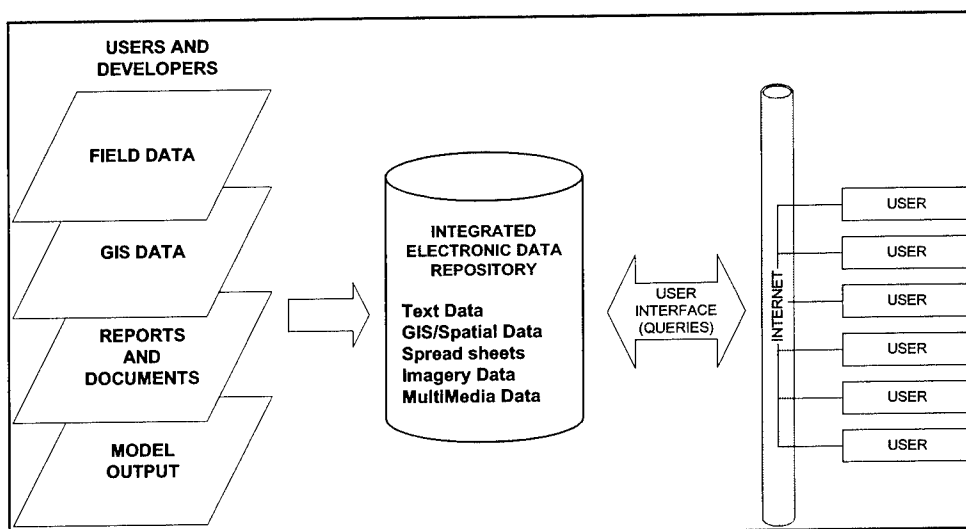 USERS AND
DEVELOPERS
FIELD DATA
GIS DATA
REPORTS
AND
DOCUMENTS
MODEL
OUTPUT
INTEGRATED
ELECTRONIC DATA
REPOSITORY
Text Data
GIS/Spatial Data
Spread sheets
Imagery Data
MultiMedia Data
USER
INTERFACE
(QUERIES)
INTERNET
USER
USER
USER
USER
USER
USER